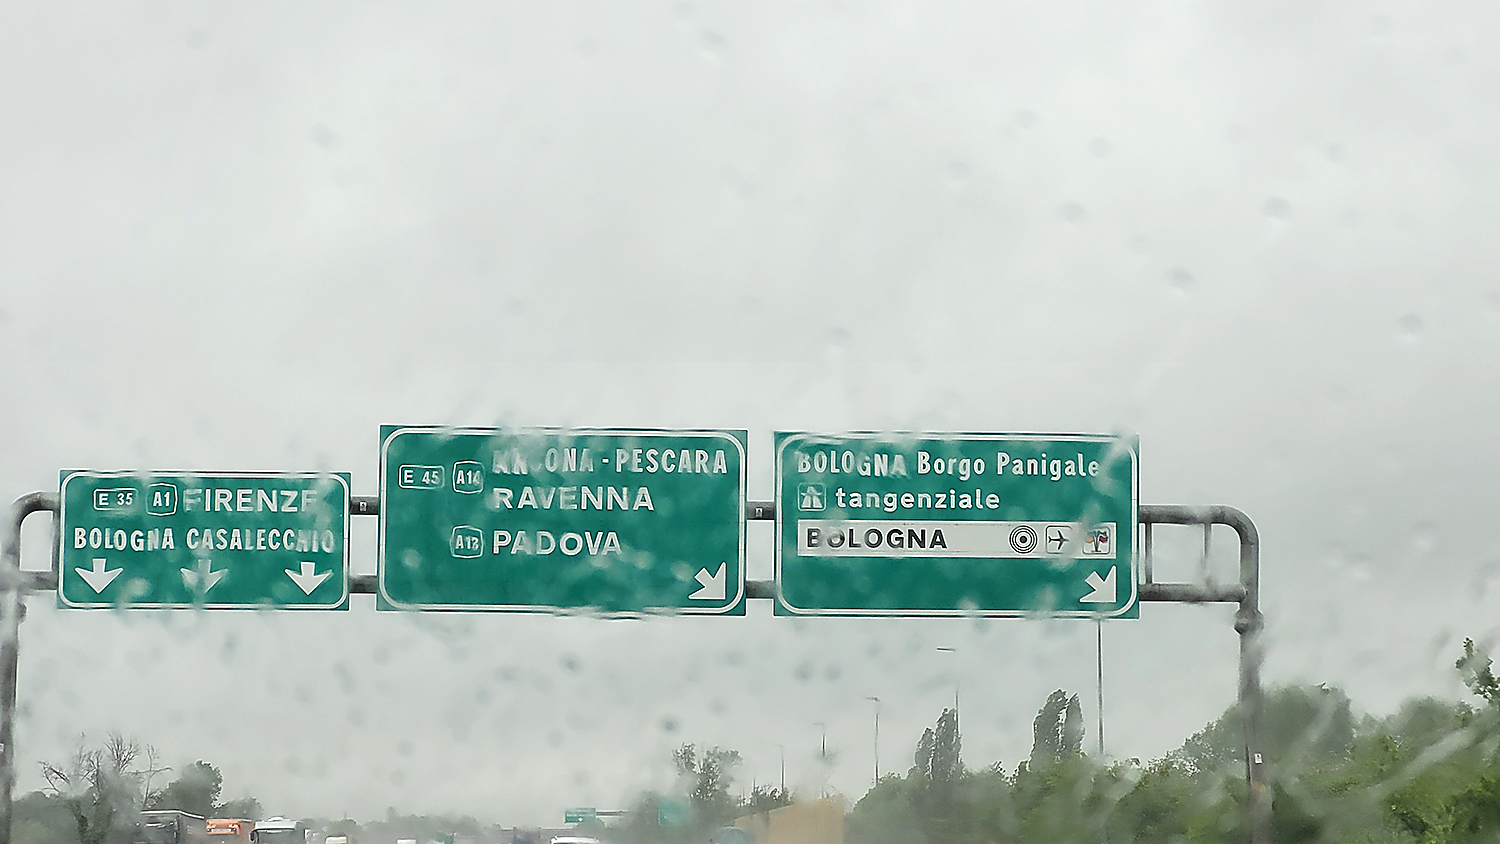 E 35 A1 FIRENZE
BOLOGNA CASALECCHIO
E 45 A14 ANCONA - PESCARA
RAVENNA
A13 PADOVA
BOLOGNA Borgo Panigale
tangenziale
BOLOGNA